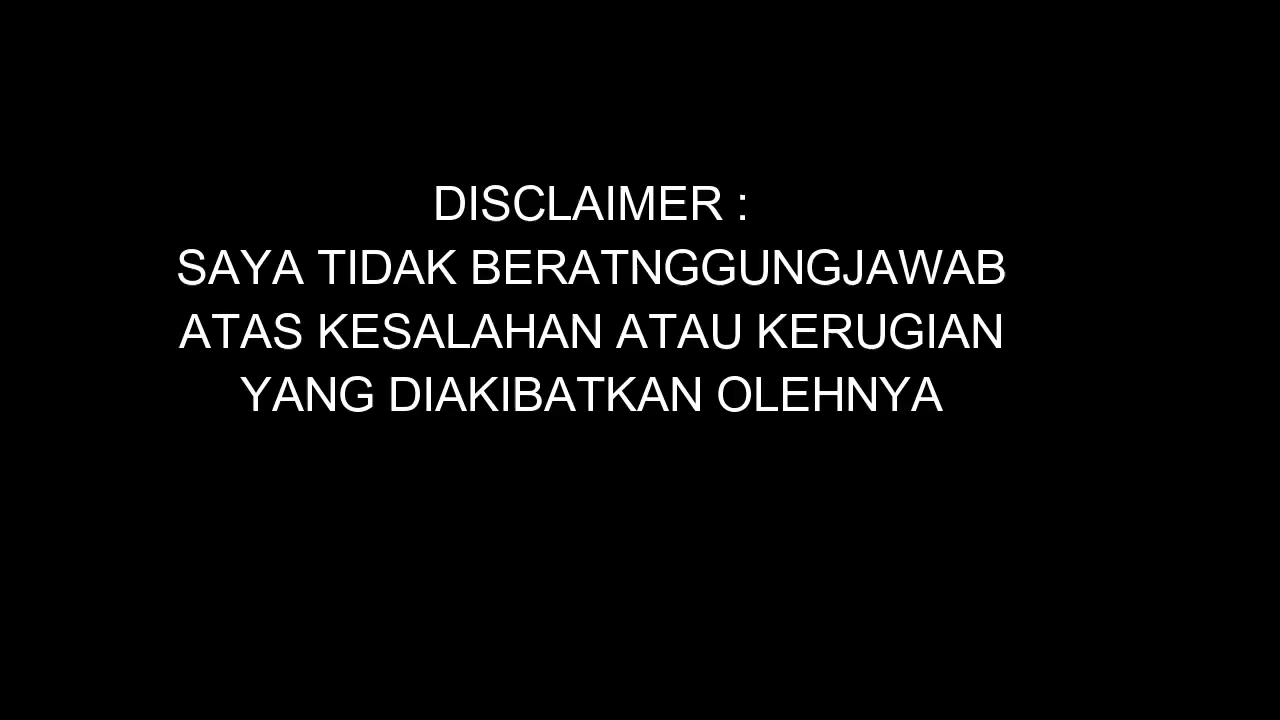 DISCLAIMER :
SAYA TIDAK BERATNGGUNGJAWAB
ATAS KESALAHAN ATAU KERUGIAN
YANG DIAKIBATKAN OLEHNYA